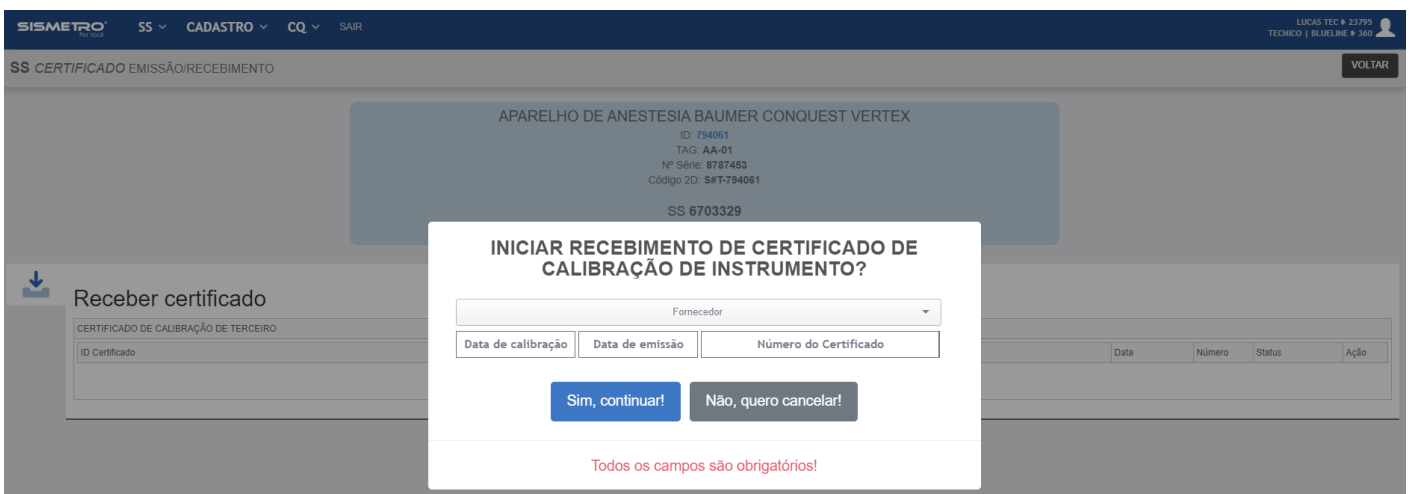 SISMETRO
Por Você
SS CADASTRO CQ SAIR
LUCAS TEC 23795
TECNICO | BLUELINE 360
SS CERTIFICADO EMISSÃO/RECEBIMENTO
VOLTAR
APARELHO DE ANESTESIA BAUMER CONQUEST VERTEX
ID: 794061
TAG: AA-01
Nº Série: 8787453
Código 2D: S#T-794061
SS 6703329
INICIAR RECEBIMENTO DE CERTIFICADO DE
CALIBRAÇÃO DE INSTRUMENTO?
Fornecedor
Data de calibração Data de emissão Número do Certificado
Sim, continuar! Não, quero cancelar!
Todos os campos são obrigatórios!
Receber certificado
CERTIFICADO DE CALIBRAÇÃO DE TERCEIRO
ID Certificado Data Número Status Ação